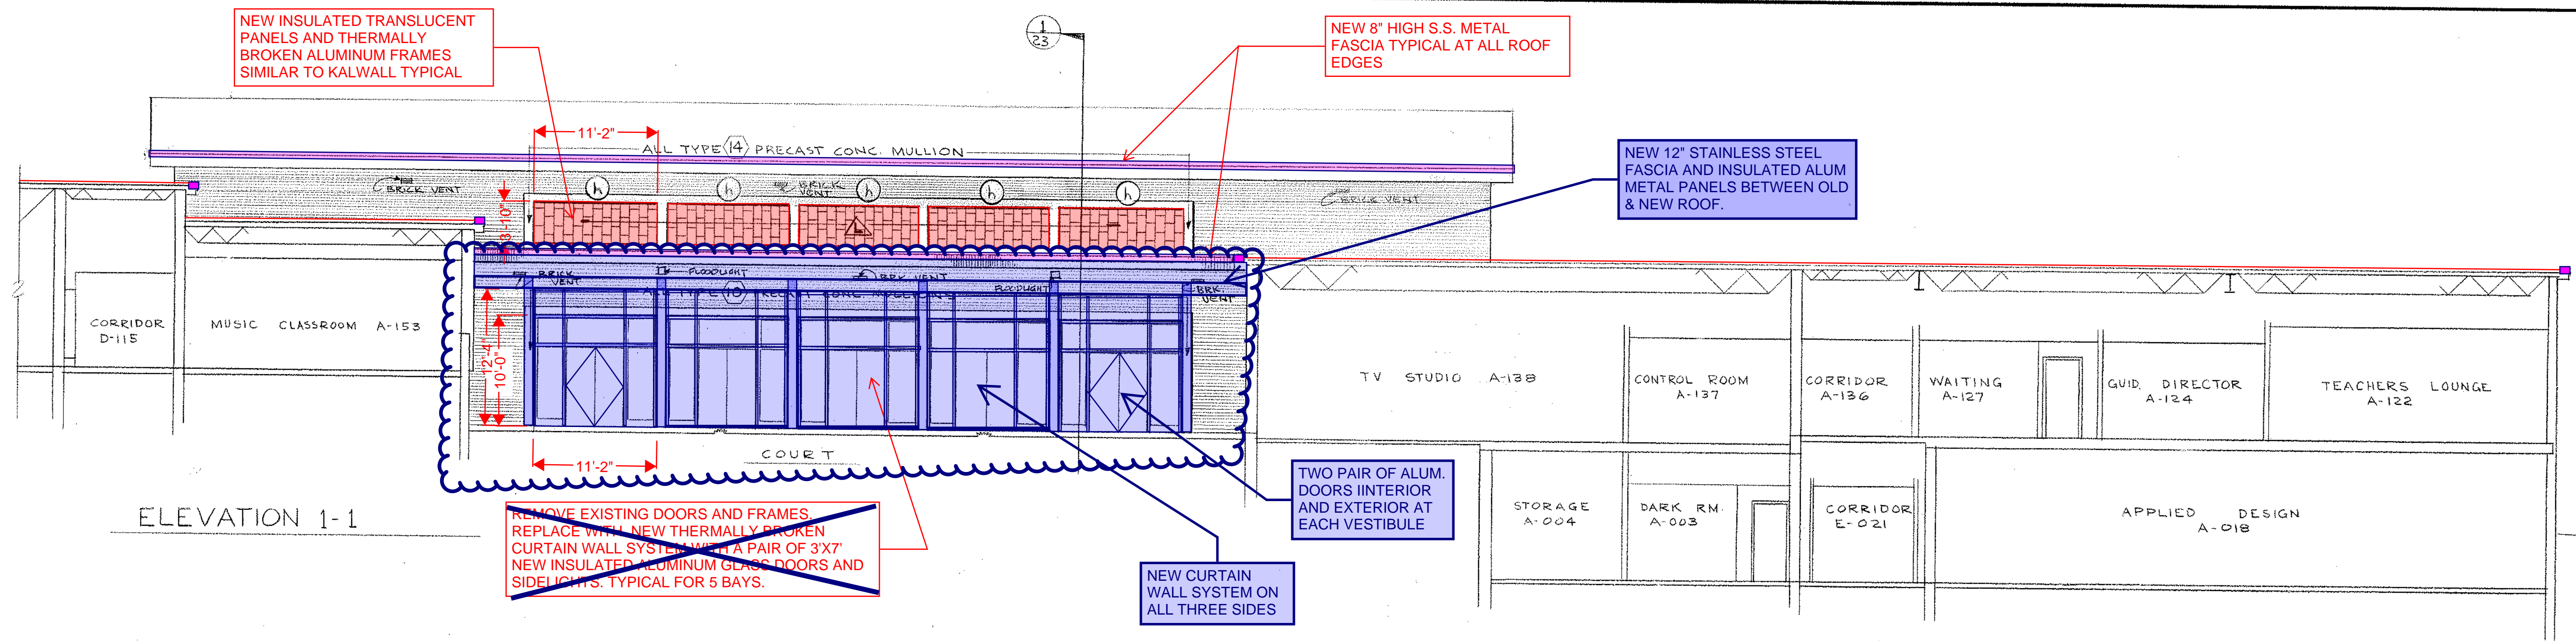 NEW INSULATED TRANSLUCENT
PANELS AND THERMALLY
BROKEN ALUMINUM FRAMES
SIMILAR TO KALWALL TYPICAL
1
23
NEW 8" HIGH S.S. METAL
FASCIA TYPICAL AT ALL ROOF
EDGES
NEW 12" STAINLESS STEEL
FASCIA AND INSULATED ALUM
METAL PANELS BETWEEN OLD
& NEW ROOF.
11'-2"
ALL TYPE 14 PRECAST CONC. MULLION
BRICK VENT
h
h
BRICK
VENT
h
h
h
BRICK VENT
3'-10"
BRICK
VENT
FLOODLIGHT
BRK VENT
FLOODLIGHT
BRK
VENT
ALL TYPE 10 PRECAST CONC.
12'-4"
10'-0"
11'-2"
COURT
CORRIDOR
D-115
MUSIC CLASSROOM A-153
TV STUDIO A-138
CONTROL ROOM
A-137
CORRIDOR
A-136
WAITING
A-127
GUID. DIRECTOR
A-124
TEACHERS LOUNGE
A-122
STORAGE
A-004
DARK RM.
A-003
CORRIDOR
E-021
APPLIED DESIGN
A-018
ELEVATION 1-1
REMOVE EXISTING DOORS AND FRAMES.
REPLACE WITH NEW THERMALLY BROKEN
CURTAIN WALL SYSTEM WITH A PAIR OF 3'X7'
NEW INSULATED ALUMINUM GLASS DOORS AND
SIDELIGHTS. TYPICAL FOR 5 BAYS.
TWO PAIR OF ALUM.
DOORS IINTERIOR
AND EXTERIOR AT
EACH VESTIBULE
NEW CURTAIN
WALL SYSTEM ON
ALL THREE SIDES